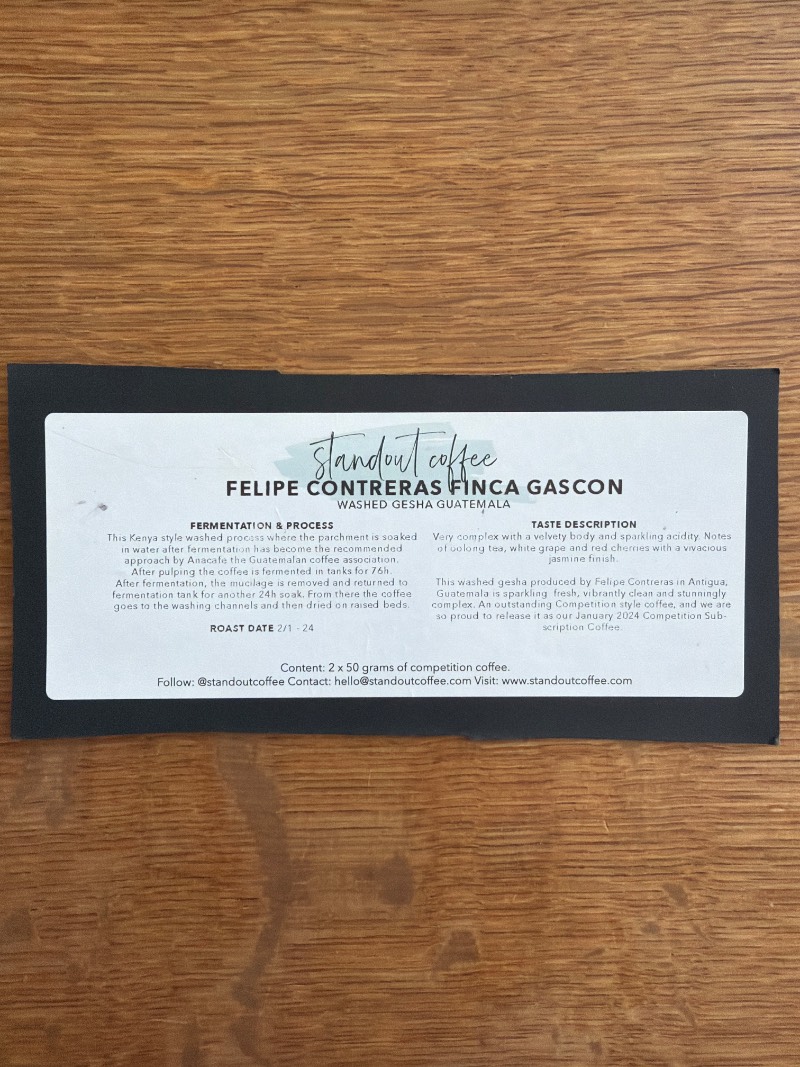 standout coffee
FELIPE CONTRERAS FINCA GASCON
WASHED GESHA GUATEMALA
FERMENTATION & PROCESS
This Kenya style washed process where the parchment is soaked
in water after fermentation has become the recommended
approach by Anacafe the Guatemalan coffee association.
After pulping the coffee is fermented in tanks for 76h.
After fermentation, the mucilage is removed and returned to
fermentation tank for another 24h soak. From there the coffee
goes to the washing channels and then dried on raised beds.
ROAST DATE 2/1 - 24
TASTE DESCRIPTION
Very complex with a velvety body and sparkling acidity. Notes
of oolong tea, white grape and red cherries with a vivacious
jasmine finish.
This washed gesha produced by Felipe Contreras in Antigua,
Guatemala is sparkling fresh, vibrantly clean and stunningly
complex. An outstanding Competition style coffee, and we are
so proud to release it as our January 2024 Competition Sub-
scription Coffee.
Content: 2 x 50 grams of competition coffee.
Follow: @standoutcoffee Contact: hello@standoutcoffee.com Visit: www.standoutcoffee.com